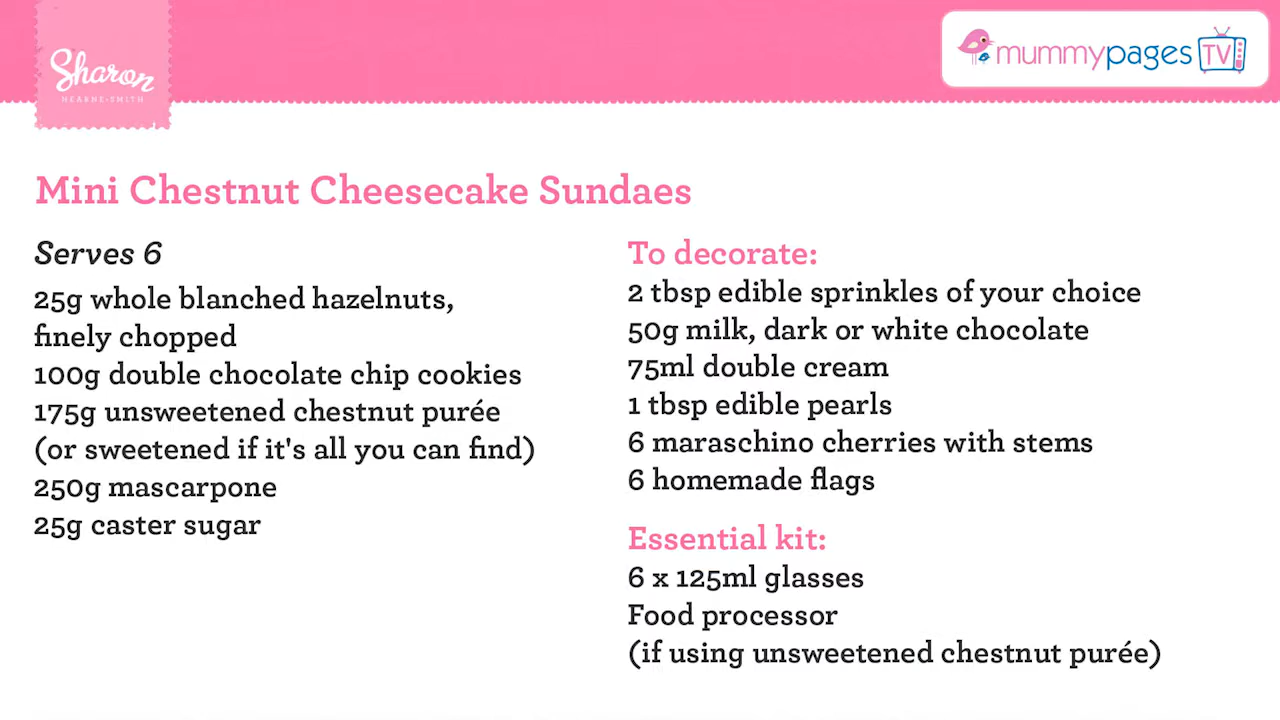 Sharon
HEARNE-SMITH
mummypages TV
Mini Chestnut Cheesecake Sundaes
Serves 6
25g whole blanched hazelnuts,
finely chopped
100g double chocolate chip cookies
175g unsweetened chestnut purée
(or sweetened if it's all you can find)
250g mascarpone
25g caster sugar
To decorate:
2 tbsp edible sprinkles of your choice
50g milk, dark or white chocolate
75ml double cream
1 tbsp edible pearls
6 maraschino cherries with stems
6 homemade flags
Essential kit:
6 x 125ml glasses
Food processor
(if using unsweetened chestnut purée)